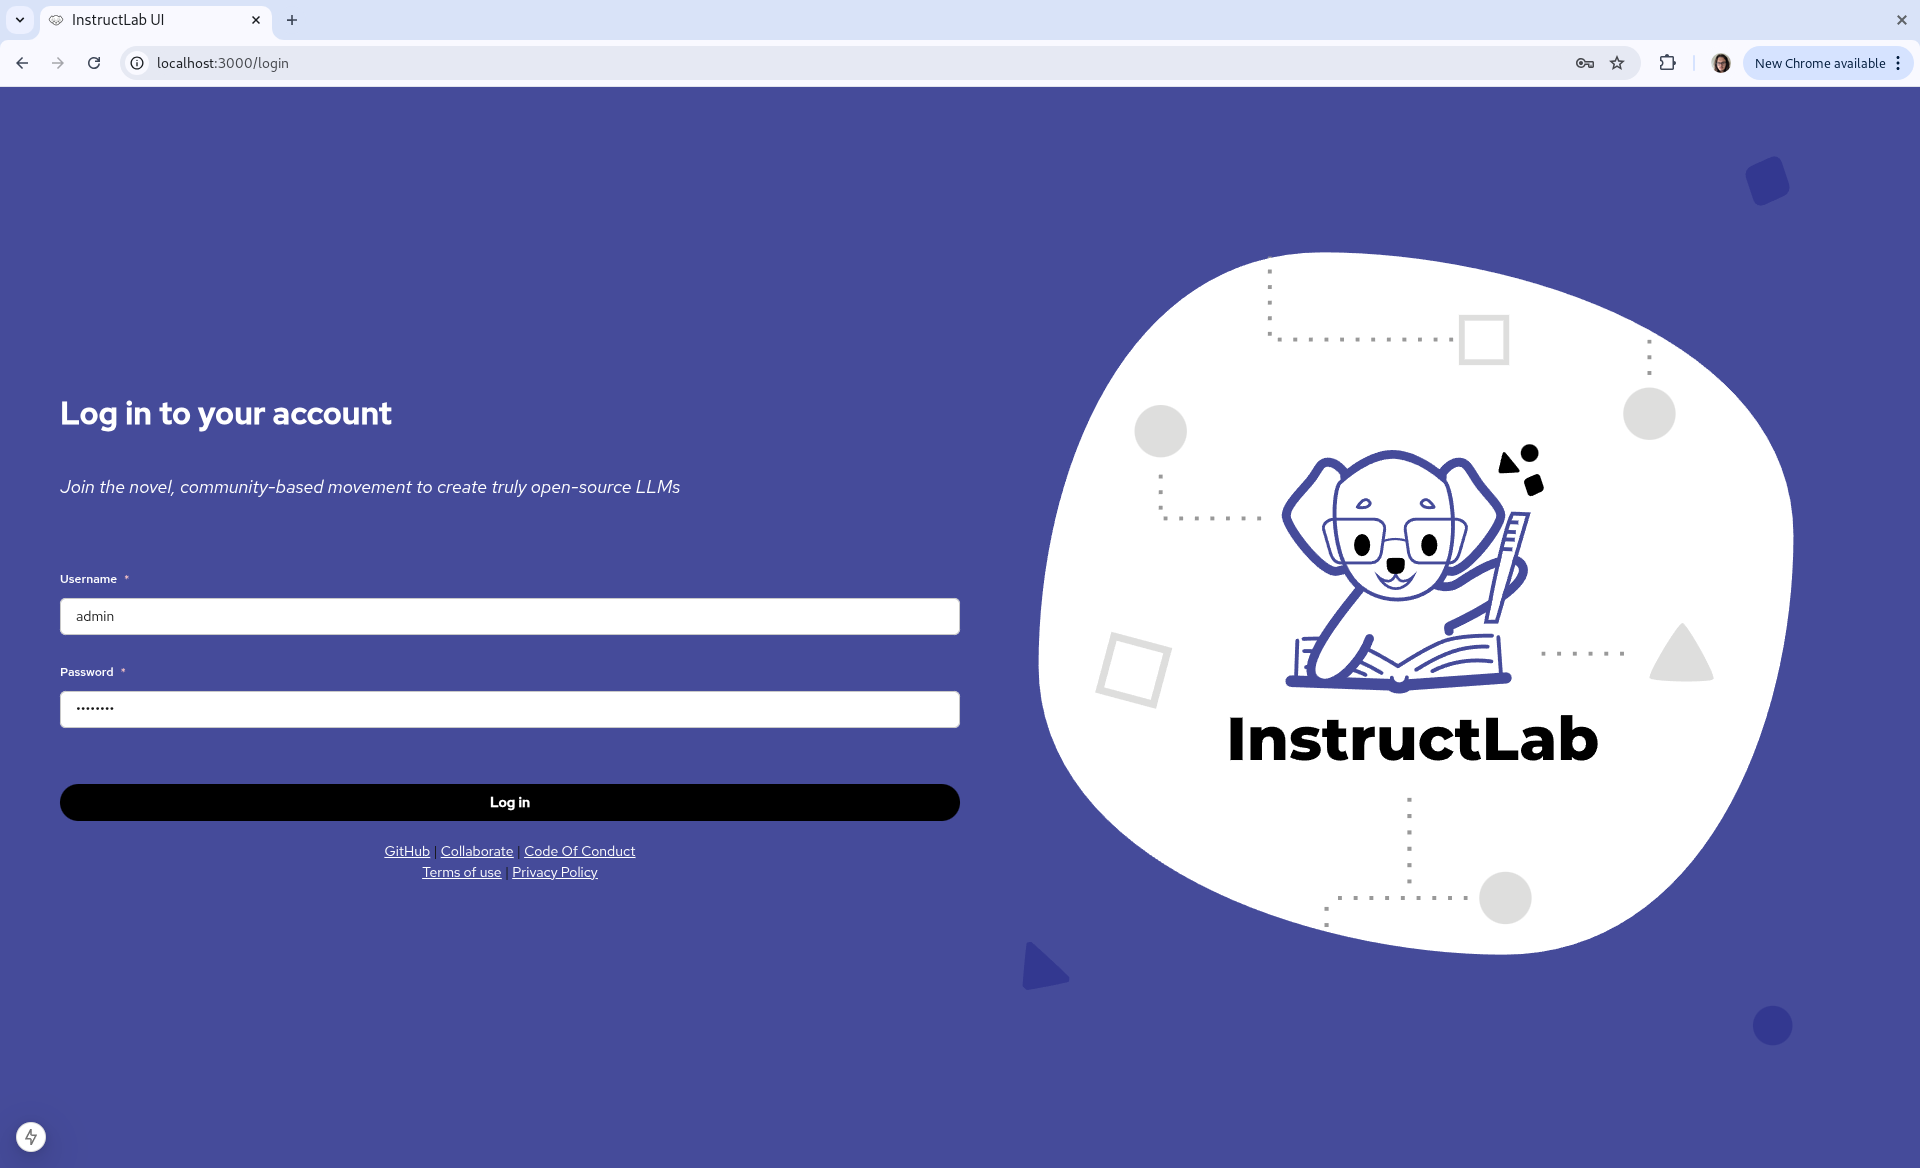 InstructLab UI
localhost:3000/login
New Chrome available
Log in to your account
Join the novel, community-based movement to create truly open-source LLMs
Username *
admin
Password *
••••••••
Log in
GitHub | Collaborate | Code Of Conduct
Terms of use | Privacy Policy
InstructLab